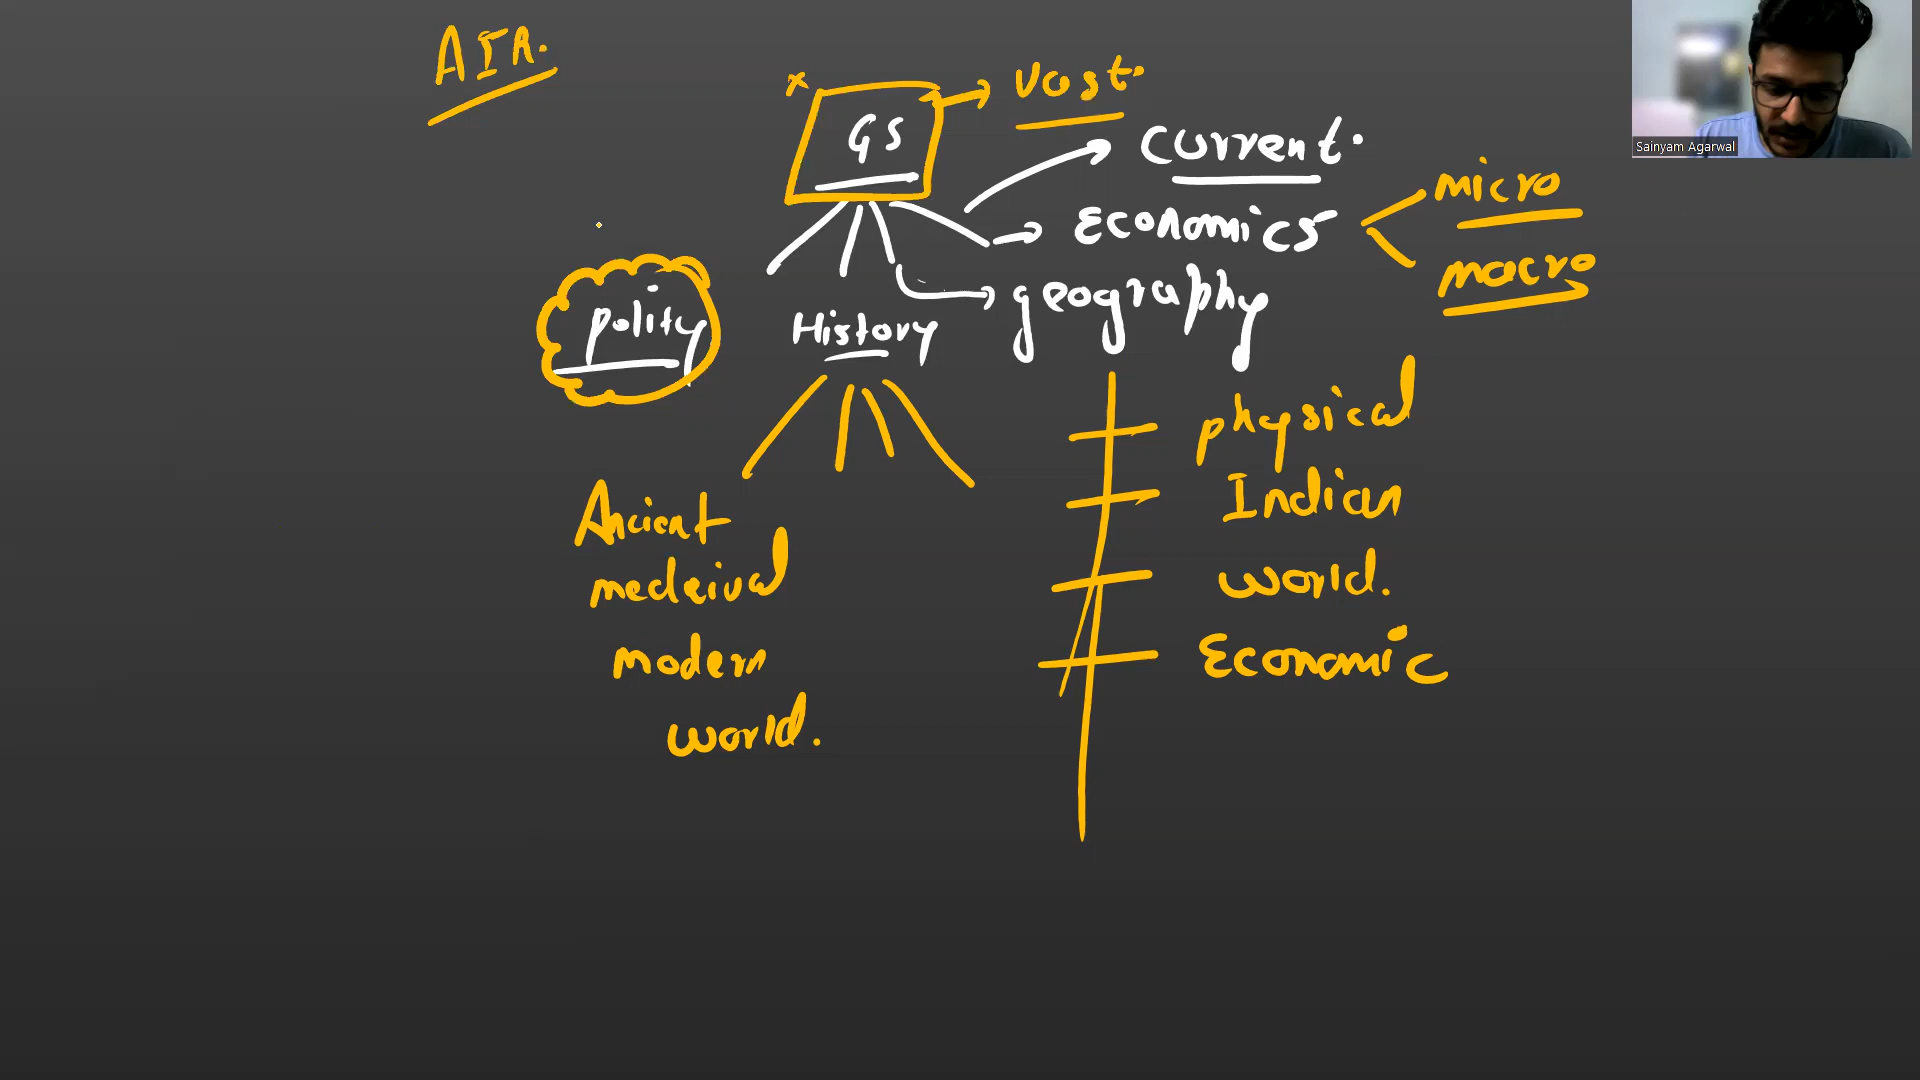 AIR.
x
GS
vast.
Current.
Economics
micro
macro
geography
polity
History
physical
Indian
world.
Economic
Ancient
medeival
modern
world.
Sainyam Agarwal